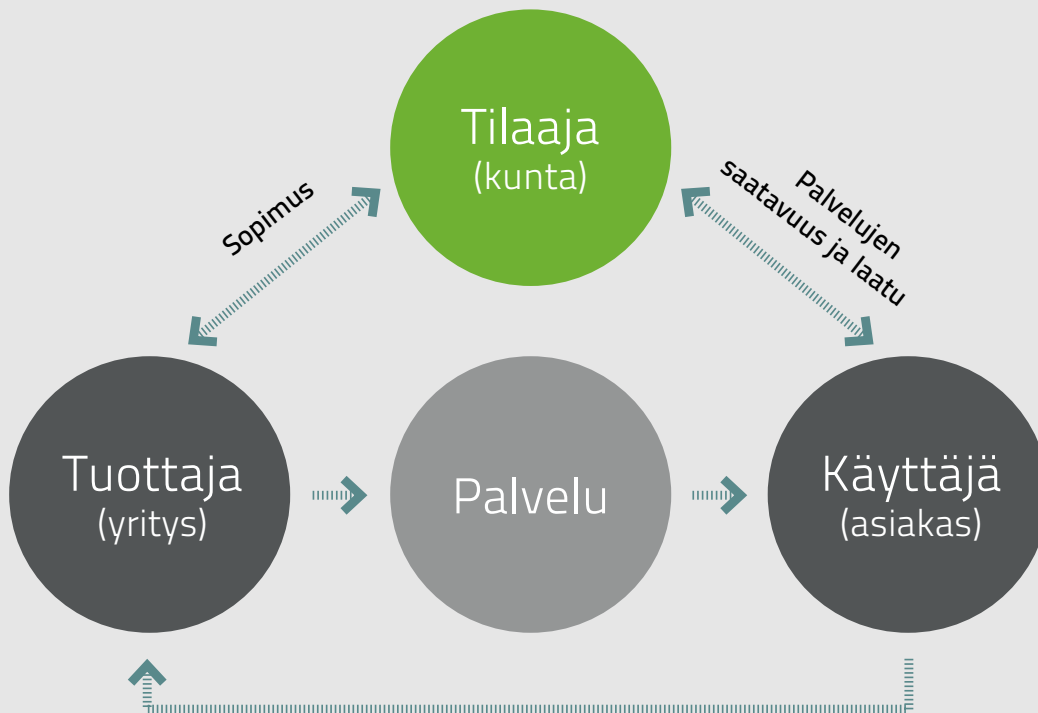 Tilaaja
(kunta)
Sopimus
Palvelujen
saatavuus ja laatu
Tuottaja
(yritys)
Palvelu
Käyttäjä
(asiakas)